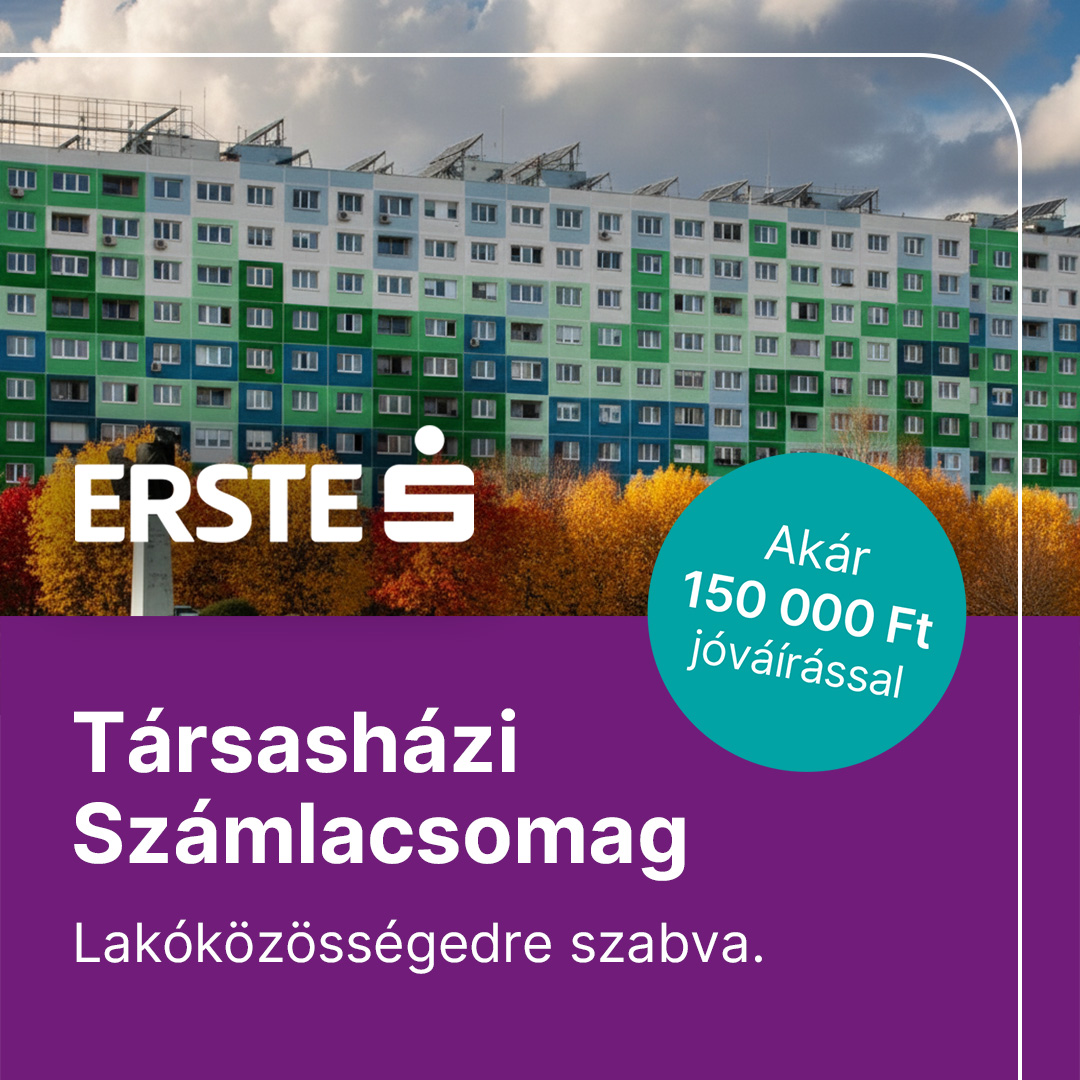 ERSTE
Akár
150 000 Ft
jóváírással
Társasházi
Számlacsomag
Lakóközösségedre szabva.